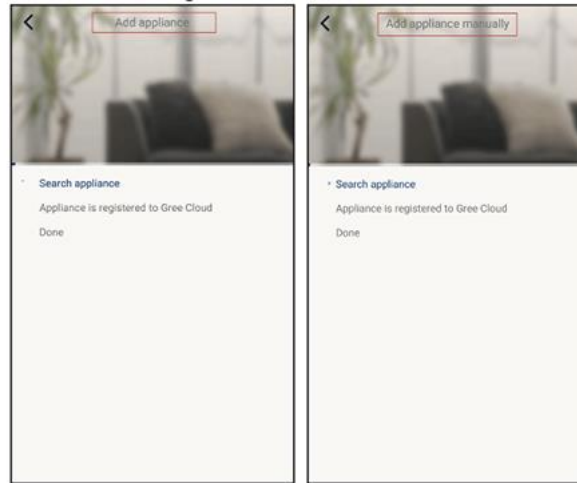 Add appliance
Search appliance
Appliance is registered to Gree Cloud
Done
Add appliance manually
Search appliance
Appliance is registered to Gree Cloud
Done